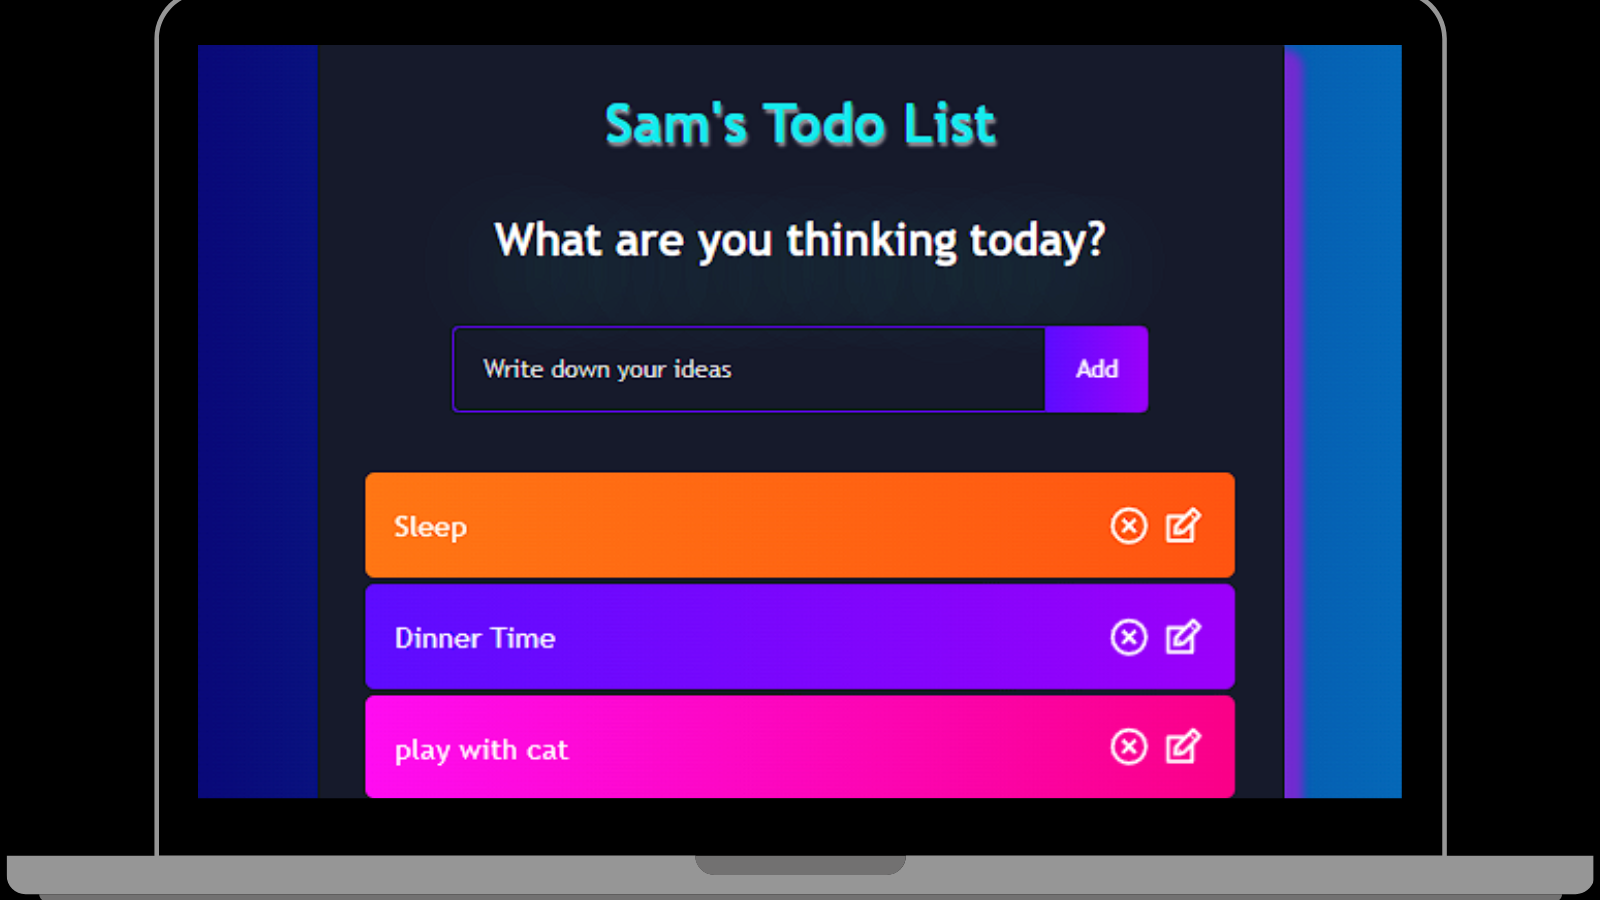 Sam's Todo List
What are you thinking today?
Write down your ideas
Add
Sleep
Dinner Time
play with cat